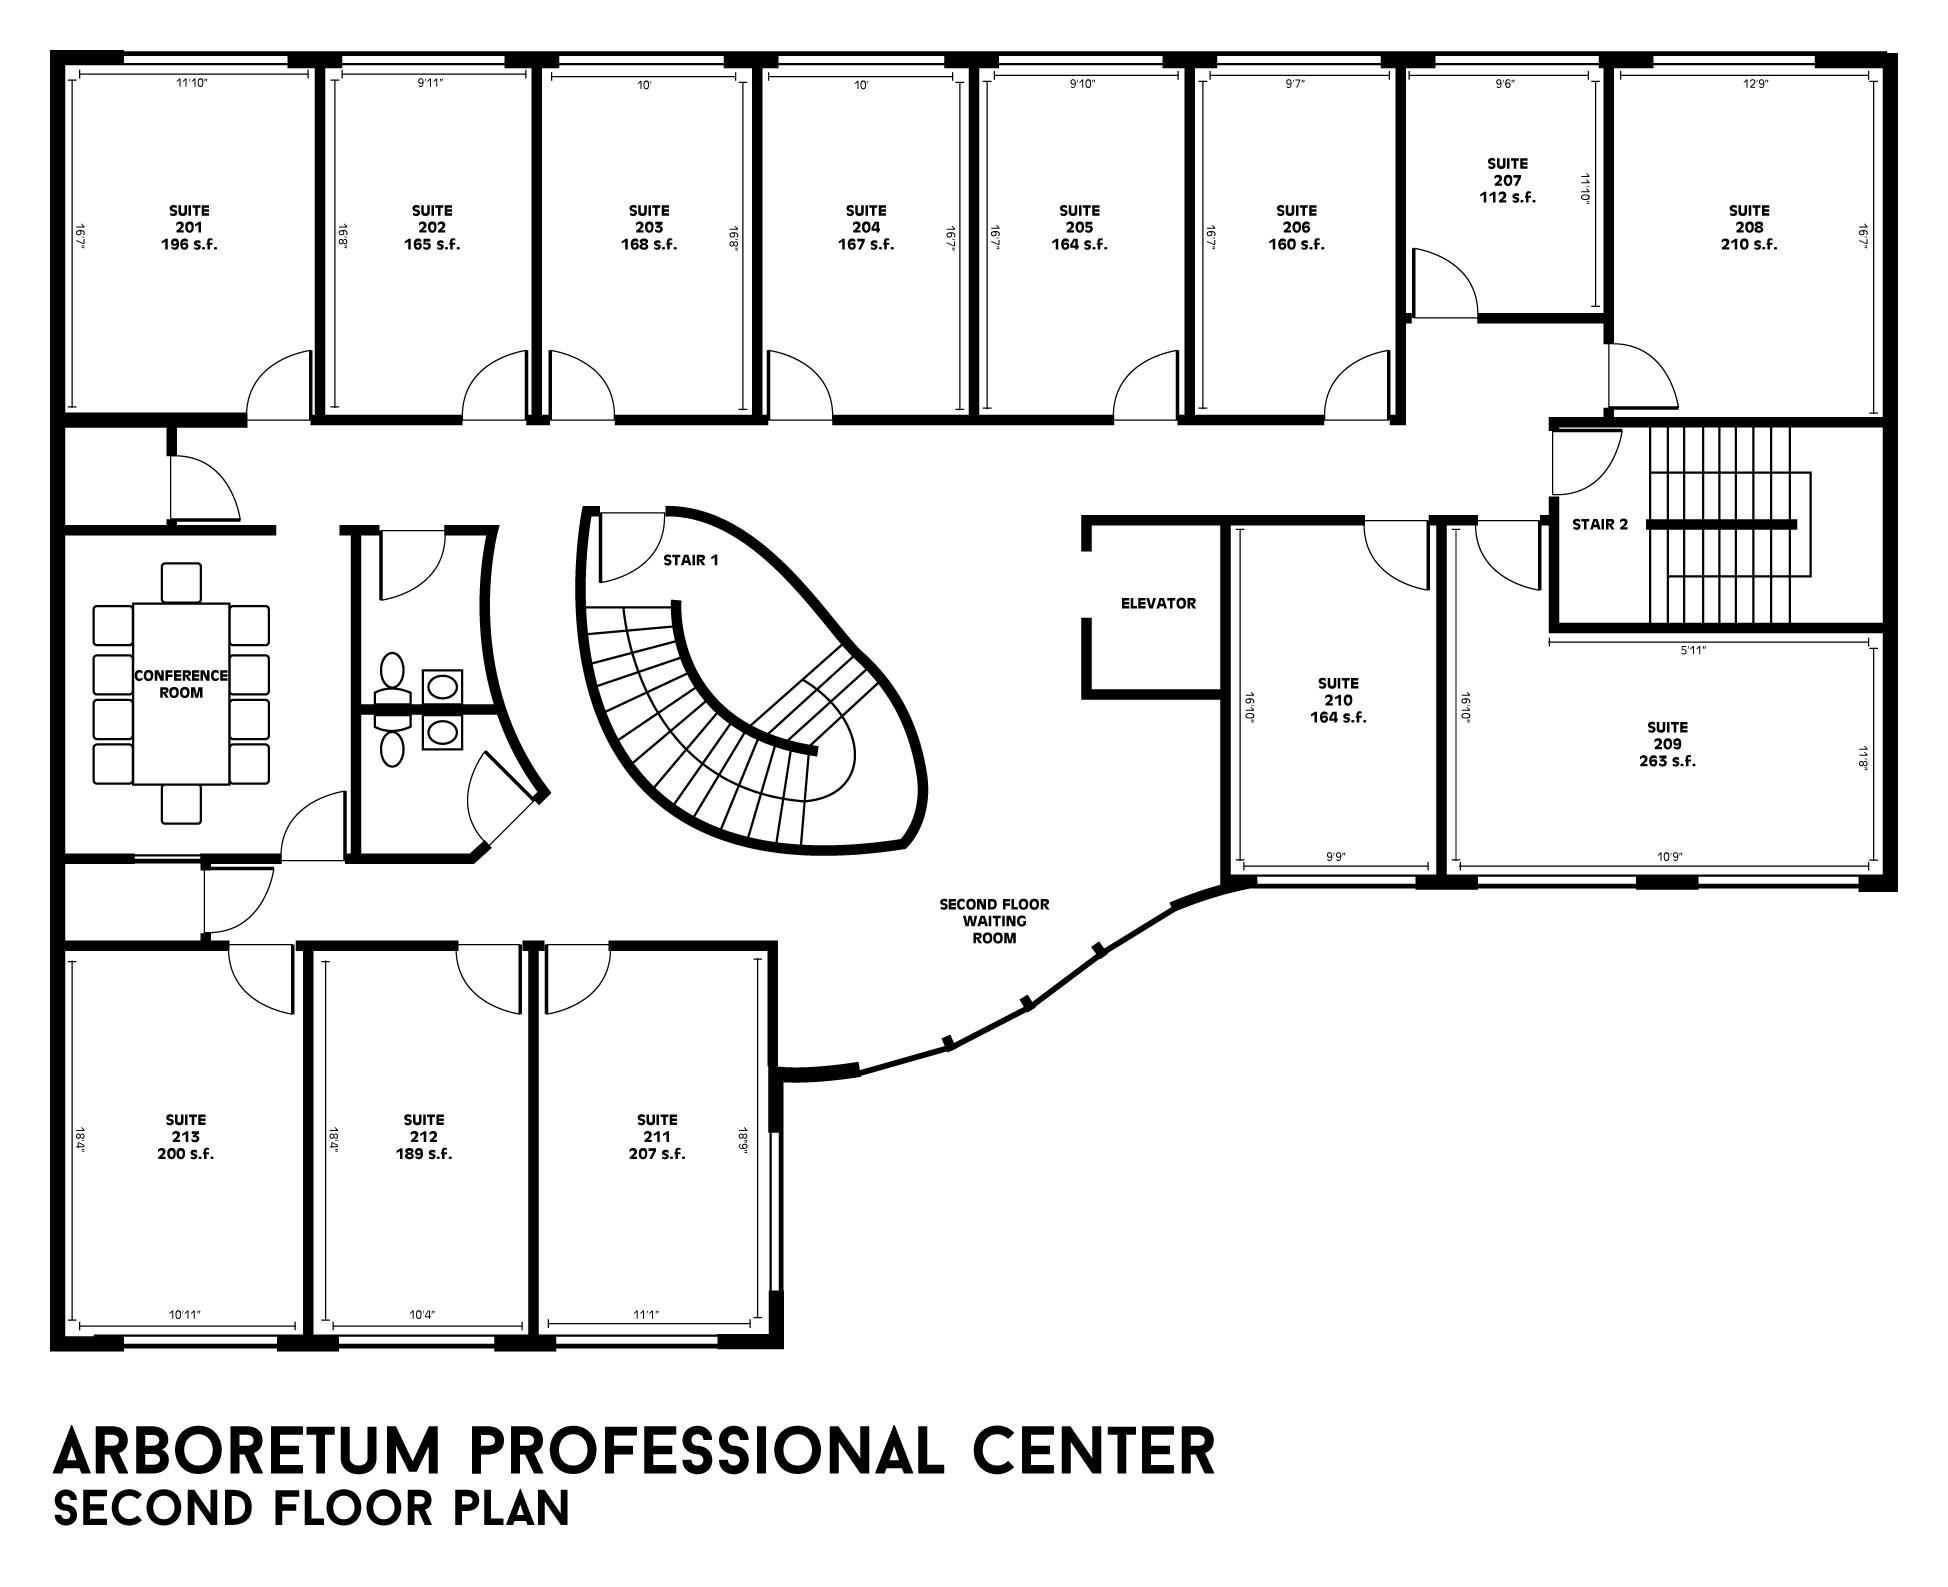 11'10"
9'11"
10'
10'
9'10"
9'7"
9'6"
12'9"
SUITE
201
196 s.f.
16'7"
SUITE
202
165 s.f.
16'8"
SUITE
203
168 s.f.
16'8"
SUITE
204
167 s.f.
16'7"
SUITE
205
164 s.f.
16'7"
SUITE
206
160 s.f.
16'7"
SUITE
207
112 s.f.
11'10"
SUITE
208
210 s.f.
16'7"
STAIR 1
STAIR 2
ELEVATOR
CONFERENCE
ROOM
SUITE
210
164 s.f.
16'10"
9'9"
SUITE
209
263 s.f.
16'10"
5'11"
11'8"
10'9"
SECOND FLOOR
WAITING
ROOM
SUITE
213
200 s.f.
18'4"
10'11"
SUITE
212
189 s.f.
18'4"
10'4"
SUITE
211
207 s.f.
18"9"
11'1"
ARBORETUM PROFESSIONAL CENTER
SECOND FLOOR PLAN